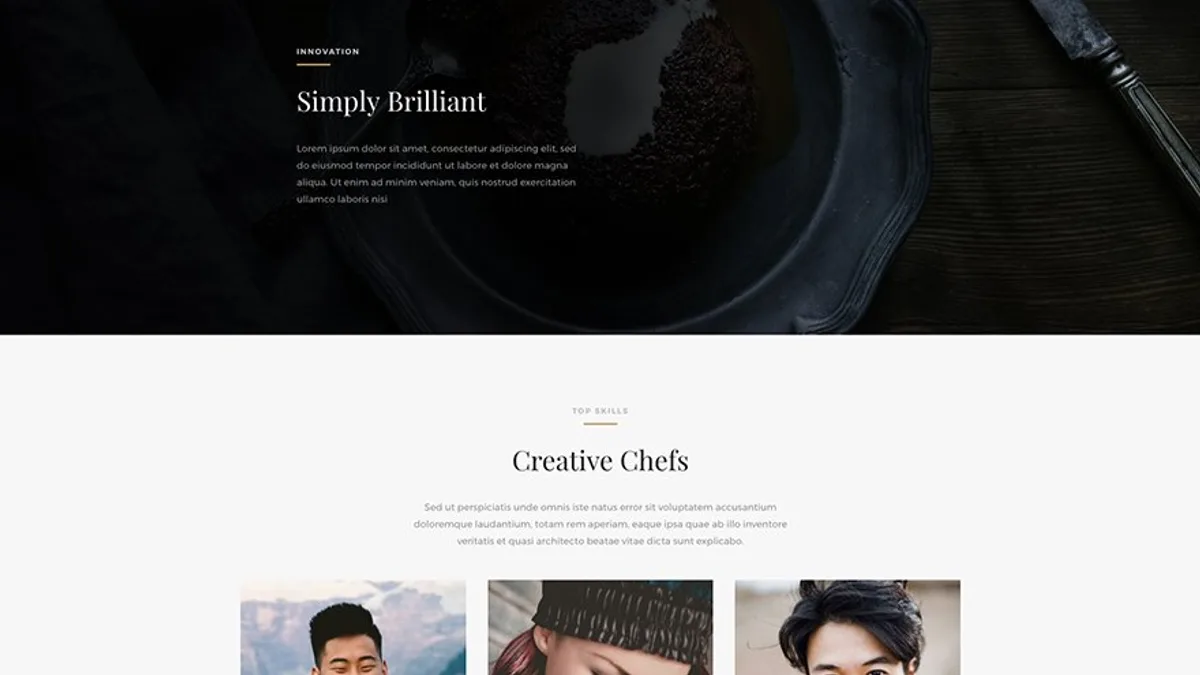 INNOVATION
Simply Brilliant
Lorem ipsum dolor sit amet, consectetur adipiscing elit, sed
do eiusmod tempor incididunt ut labore et dolore magna
aliqua. Ut enim ad minim veniam, quis nostrud exercitation
ullamco laboris nisi
TOP SKILLS
Creative Chefs
Sed ut perspiciatis unde omnis iste natus error sit voluptatem accusantium
doloremque laudantium, totam rem aperiam, eaque ipsa quae ab illo inventore
veritatis et quasi architecto beatae vitae dicta sunt explicabo.